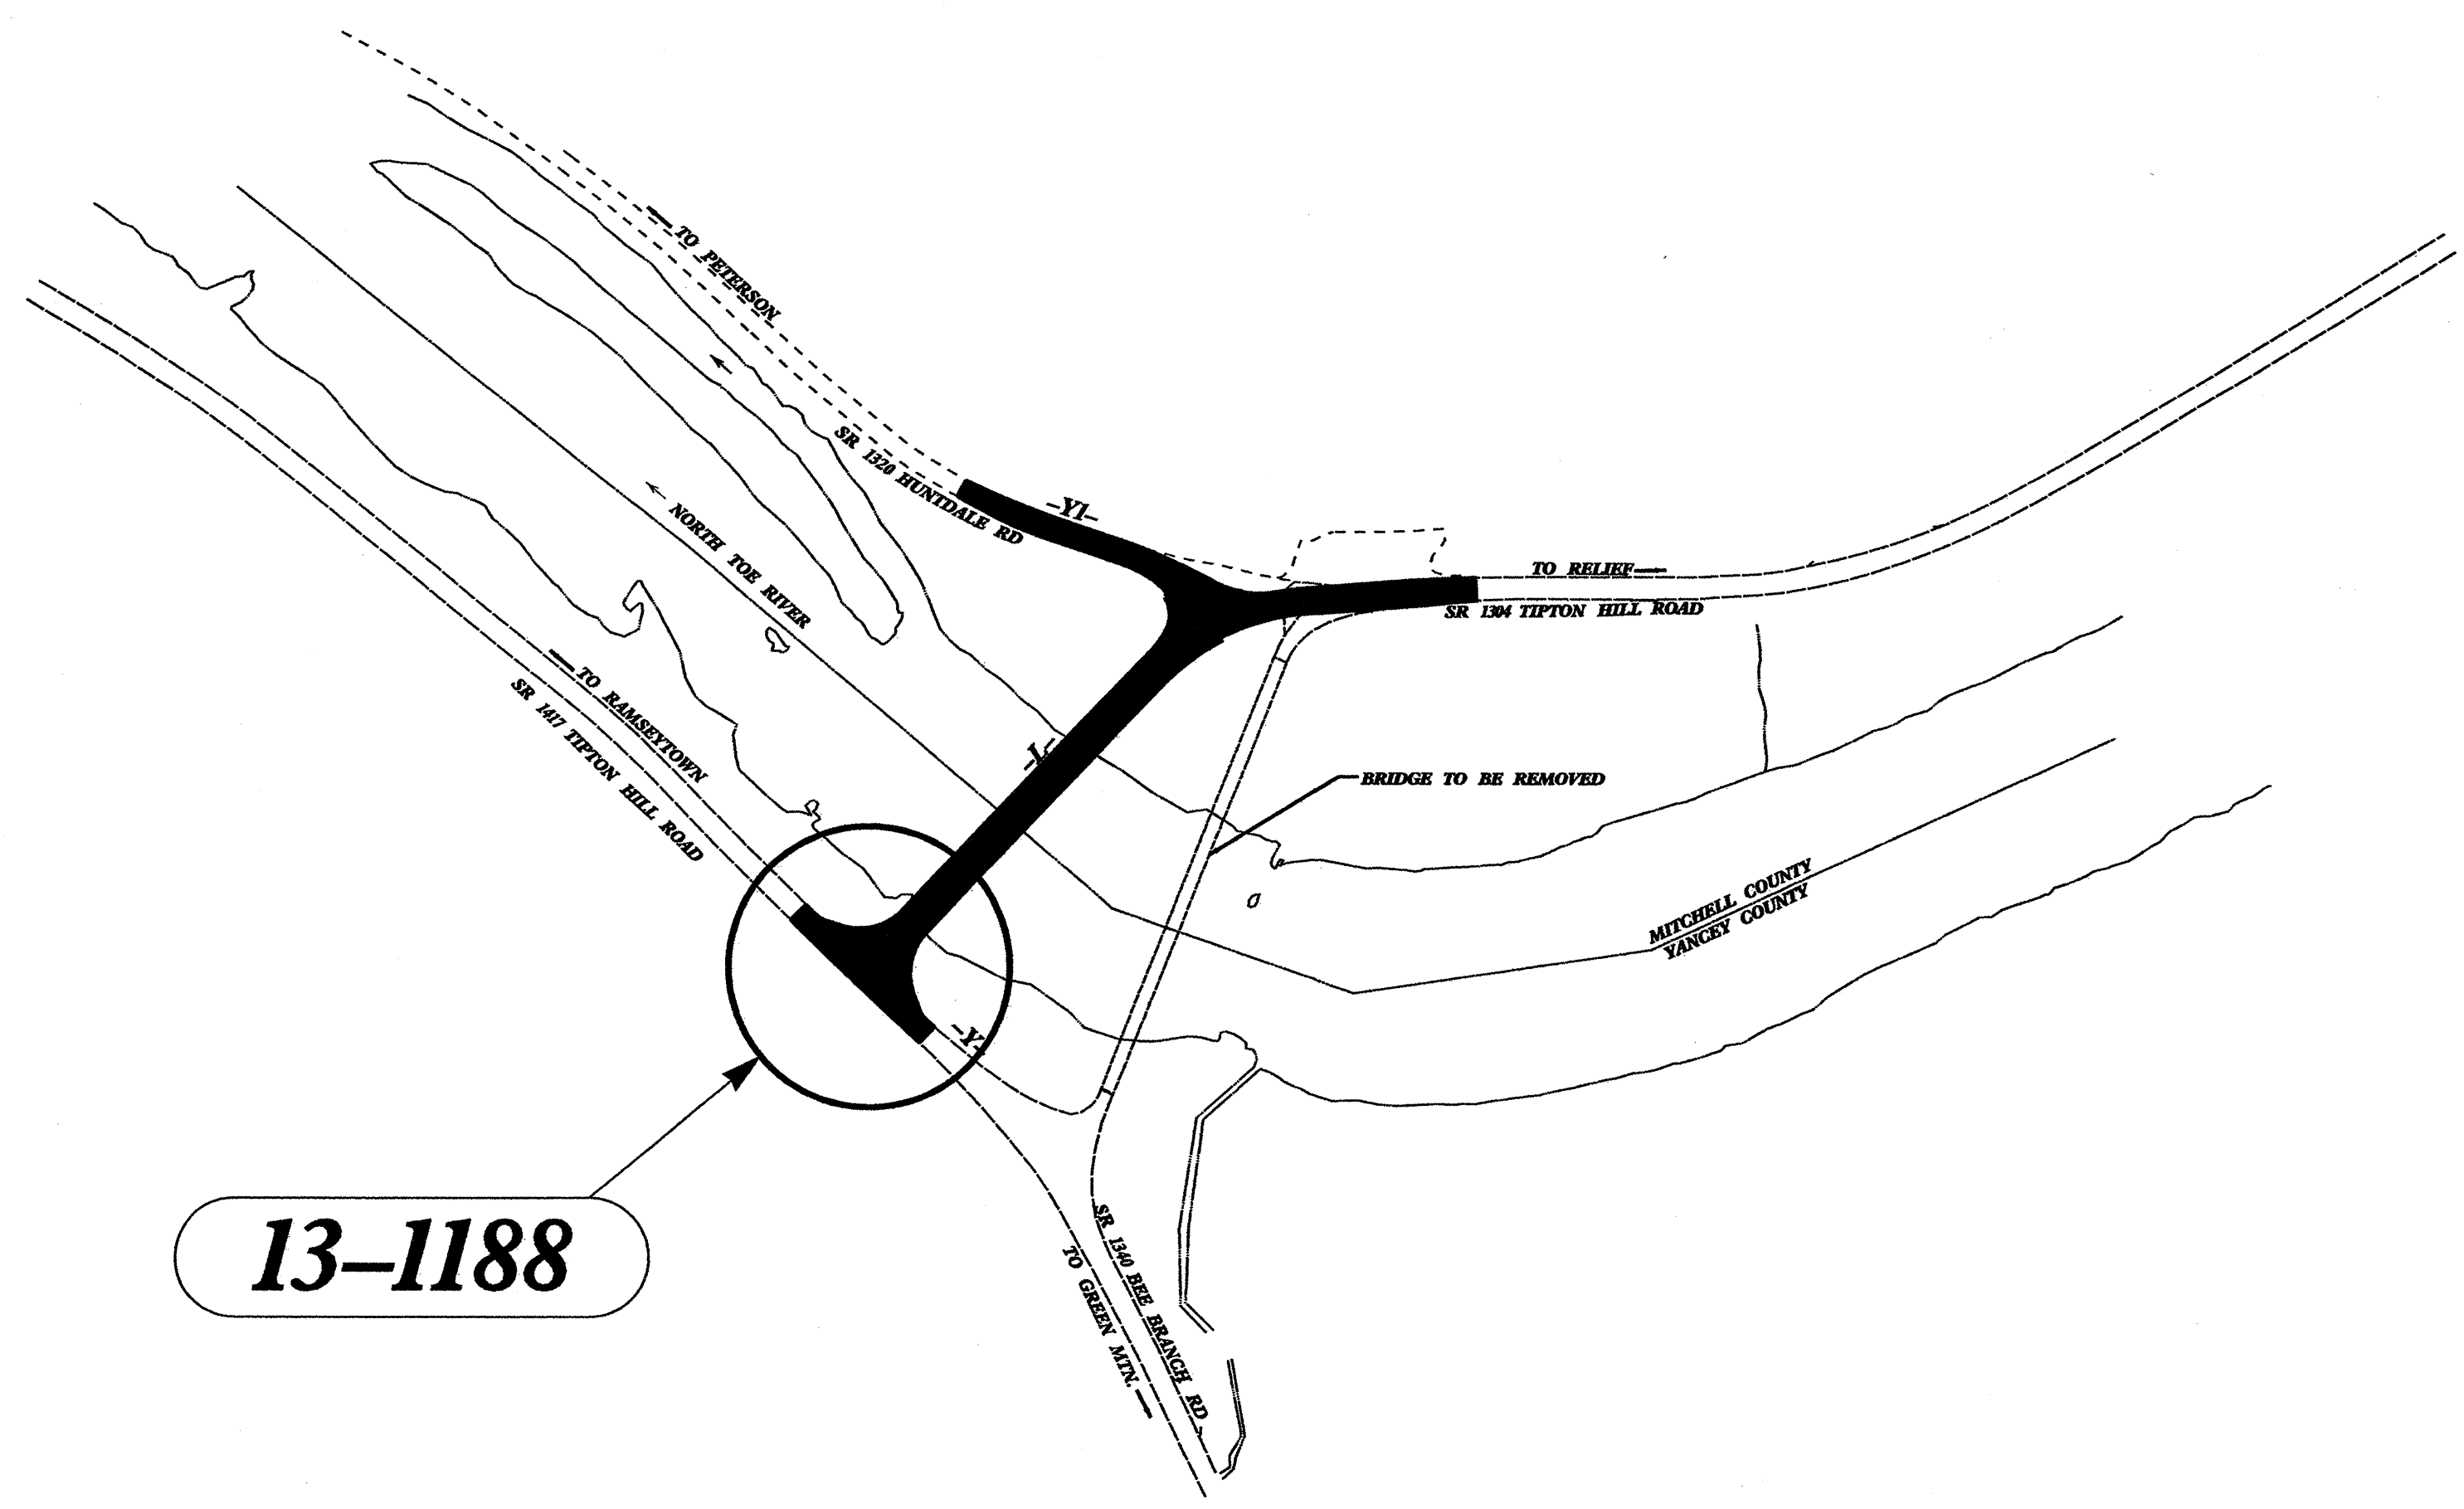 TO PETERSON
SR 1320 HUNTDALE RD
-Y1-
NORTH TOE RIVER
TO RELIEF
SR 1304 TIPTON HILL ROAD
TO RAMSEYTOWN
SR 1417 TIPTON HILL ROAD
-L-
BRIDGE TO BE REMOVED
MITCHELL COUNTY
YANCEY COUNTY
-Y-
13-1188
SR 1340 BEE BRANCH RD
TO GREEN MTN.